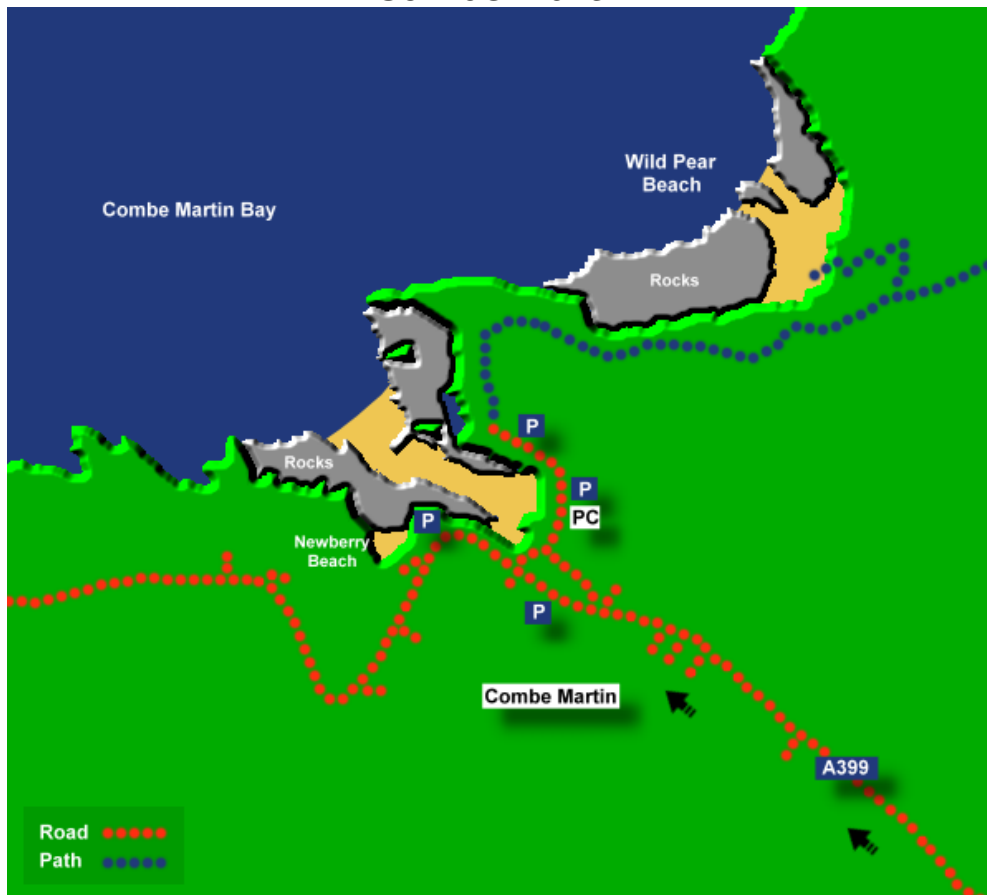 Wild Pear
Beach
Combe Martin Bay
Rocks
P
P
Rocks
PC
P
Newberry
Beach
P
Combe Martin
A399
Road
Path